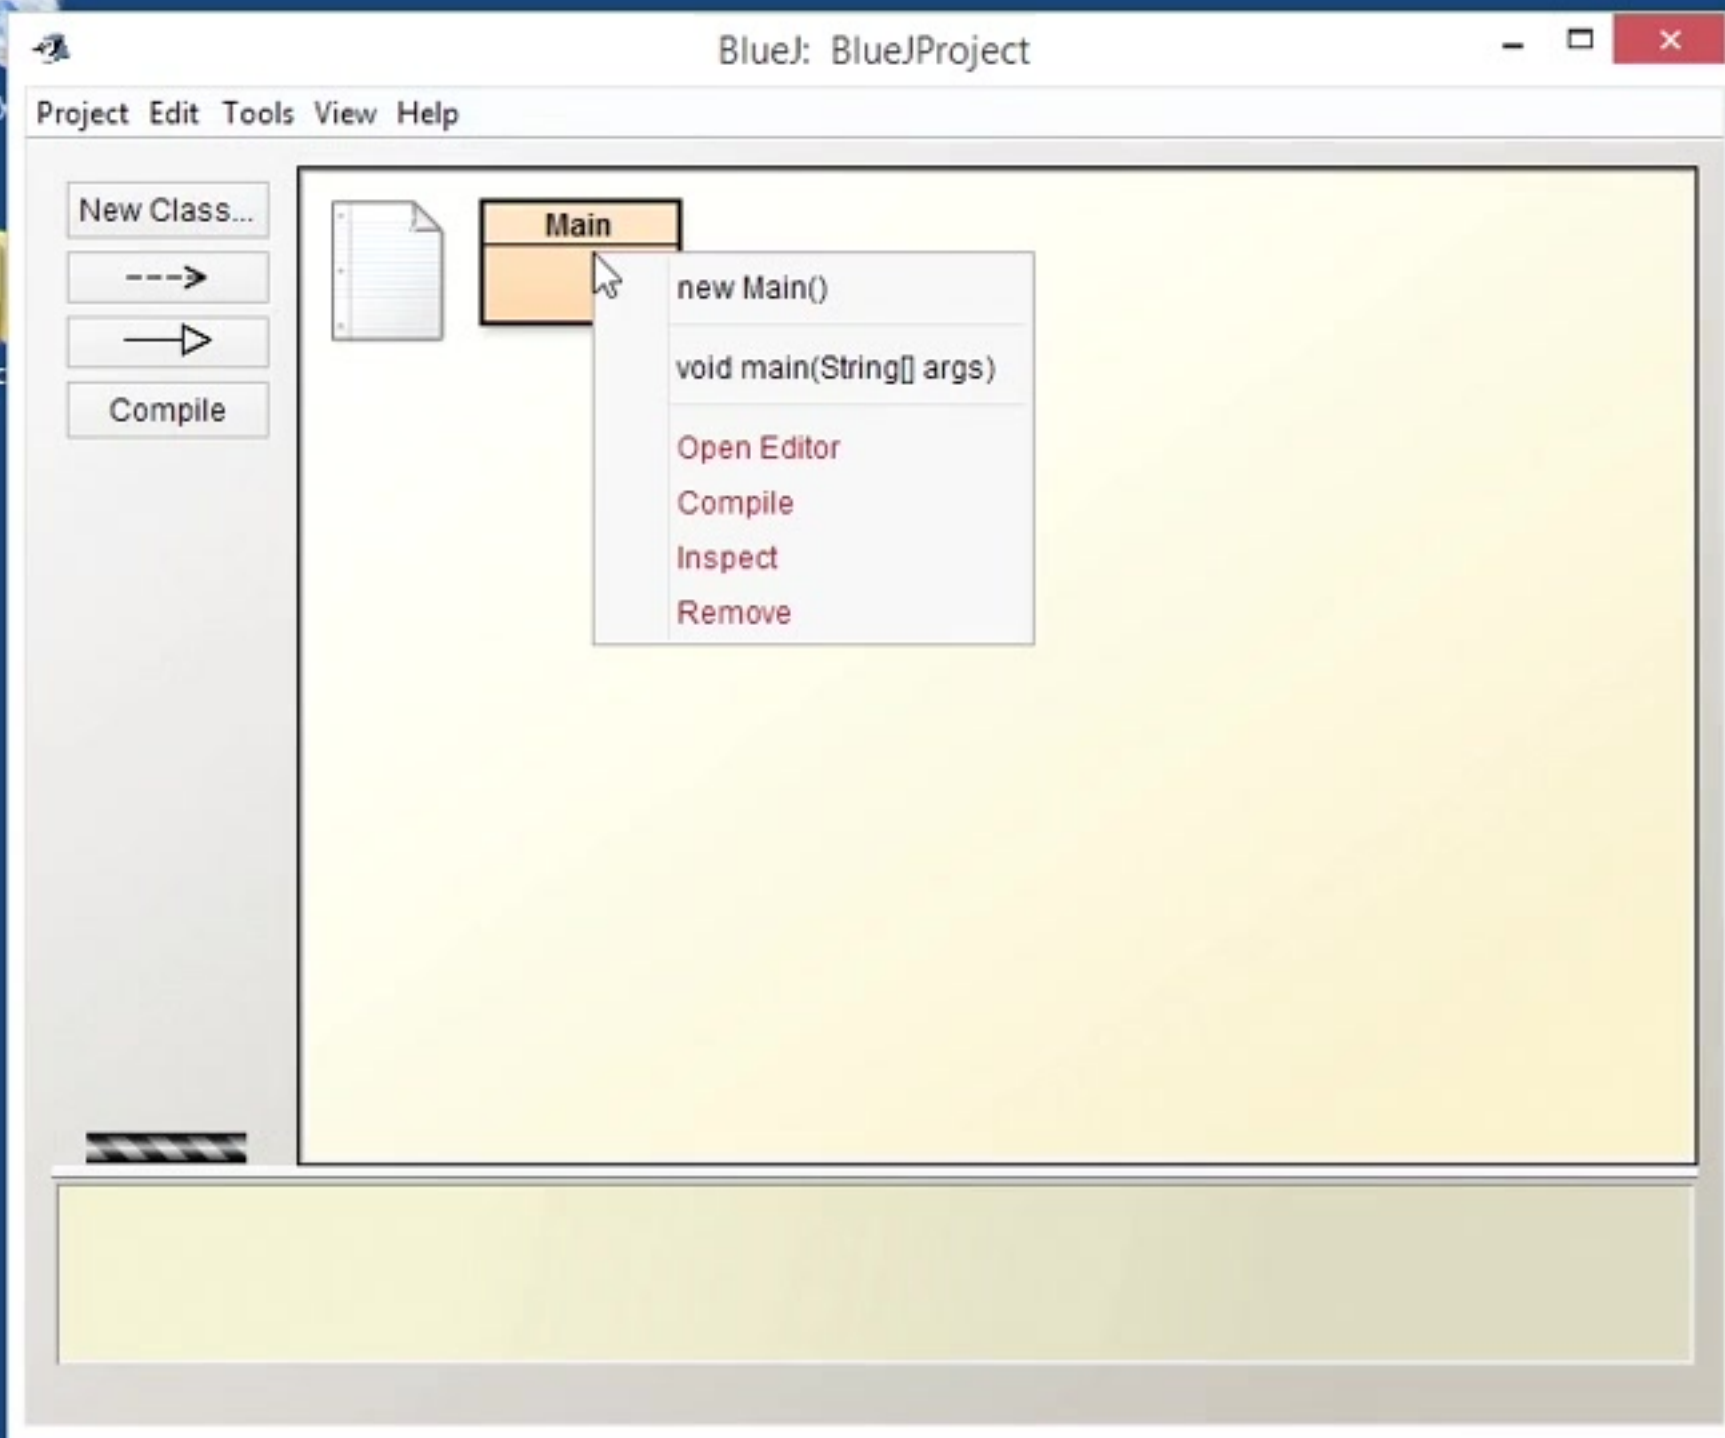 BlueJ: BlueJProject
Project Edit Tools View Help
New Class...
Compile
Main
new Main()
void main(String[] args)
Open Editor
Compile
Inspect
Remove